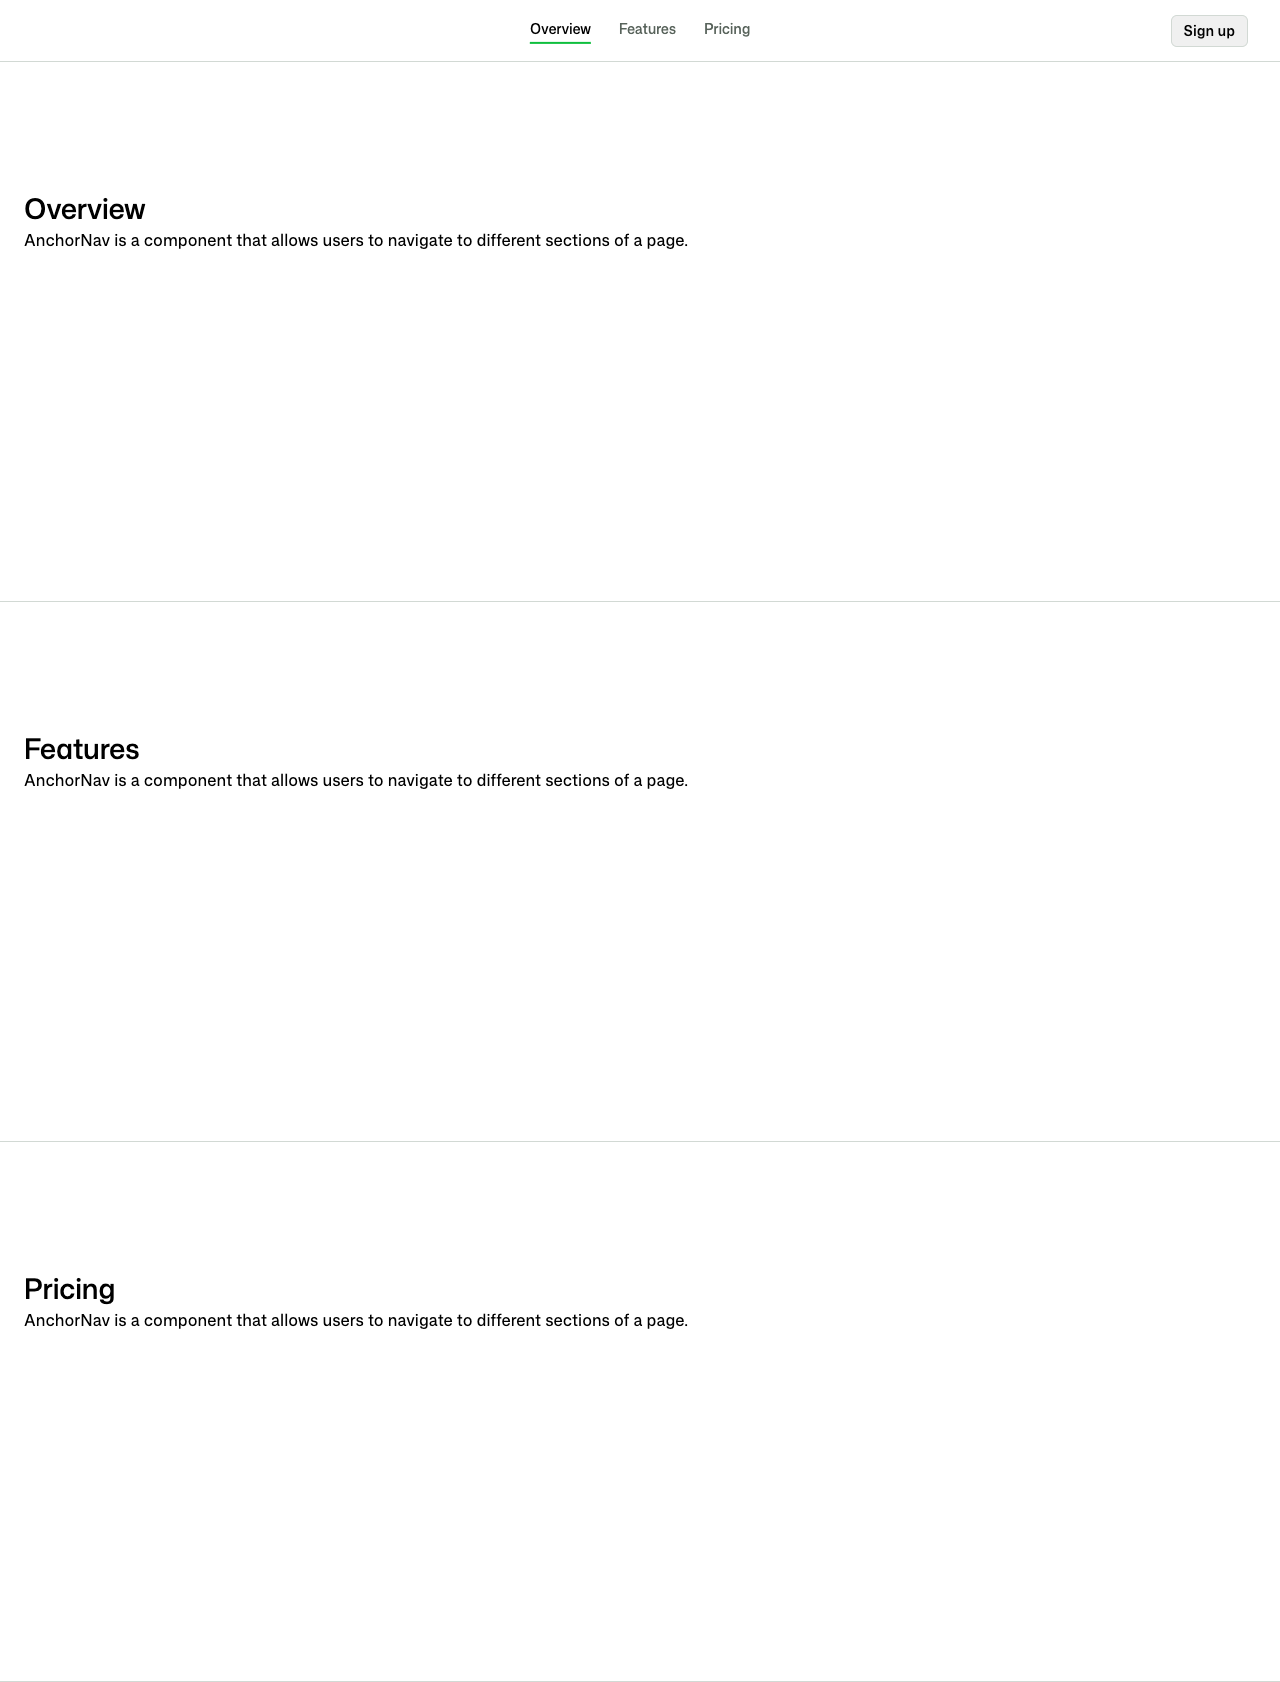 Overview Features Pricing Sign up
Overview
AnchorNav is a component that allows users to navigate to different sections of a page.
Features
AnchorNav is a component that allows users to navigate to different sections of a page.
Pricing
AnchorNav is a component that allows users to navigate to different sections of a page.